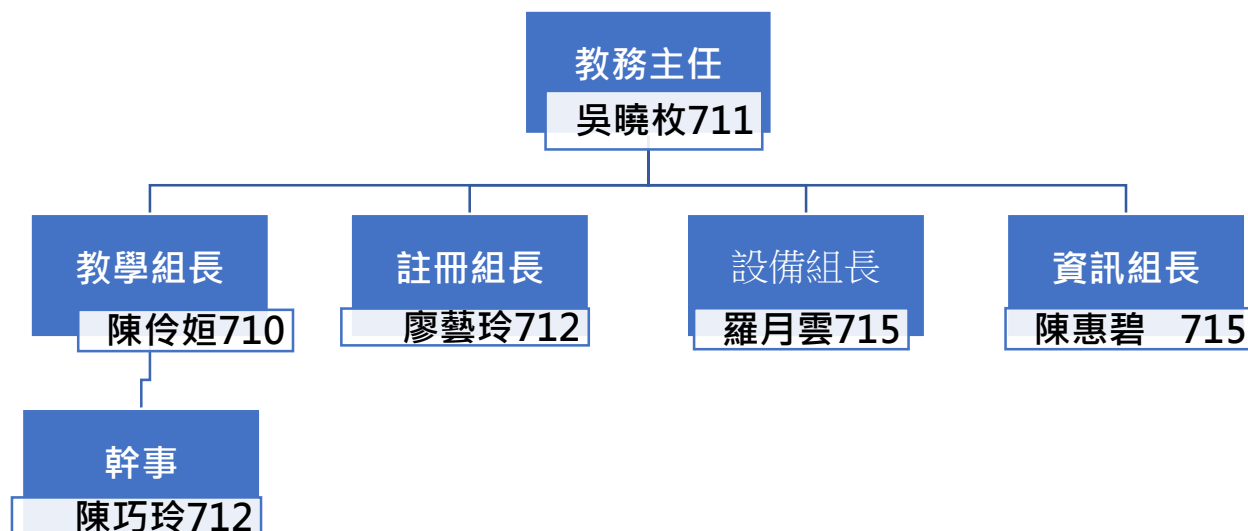 教務主任
吳曉枚711
教學組長
陳伶姮710
註冊組長
廖藝玲712
設備組長
羅月雲715
資訊組長
陳惠碧　715
幹事
陳巧玲712